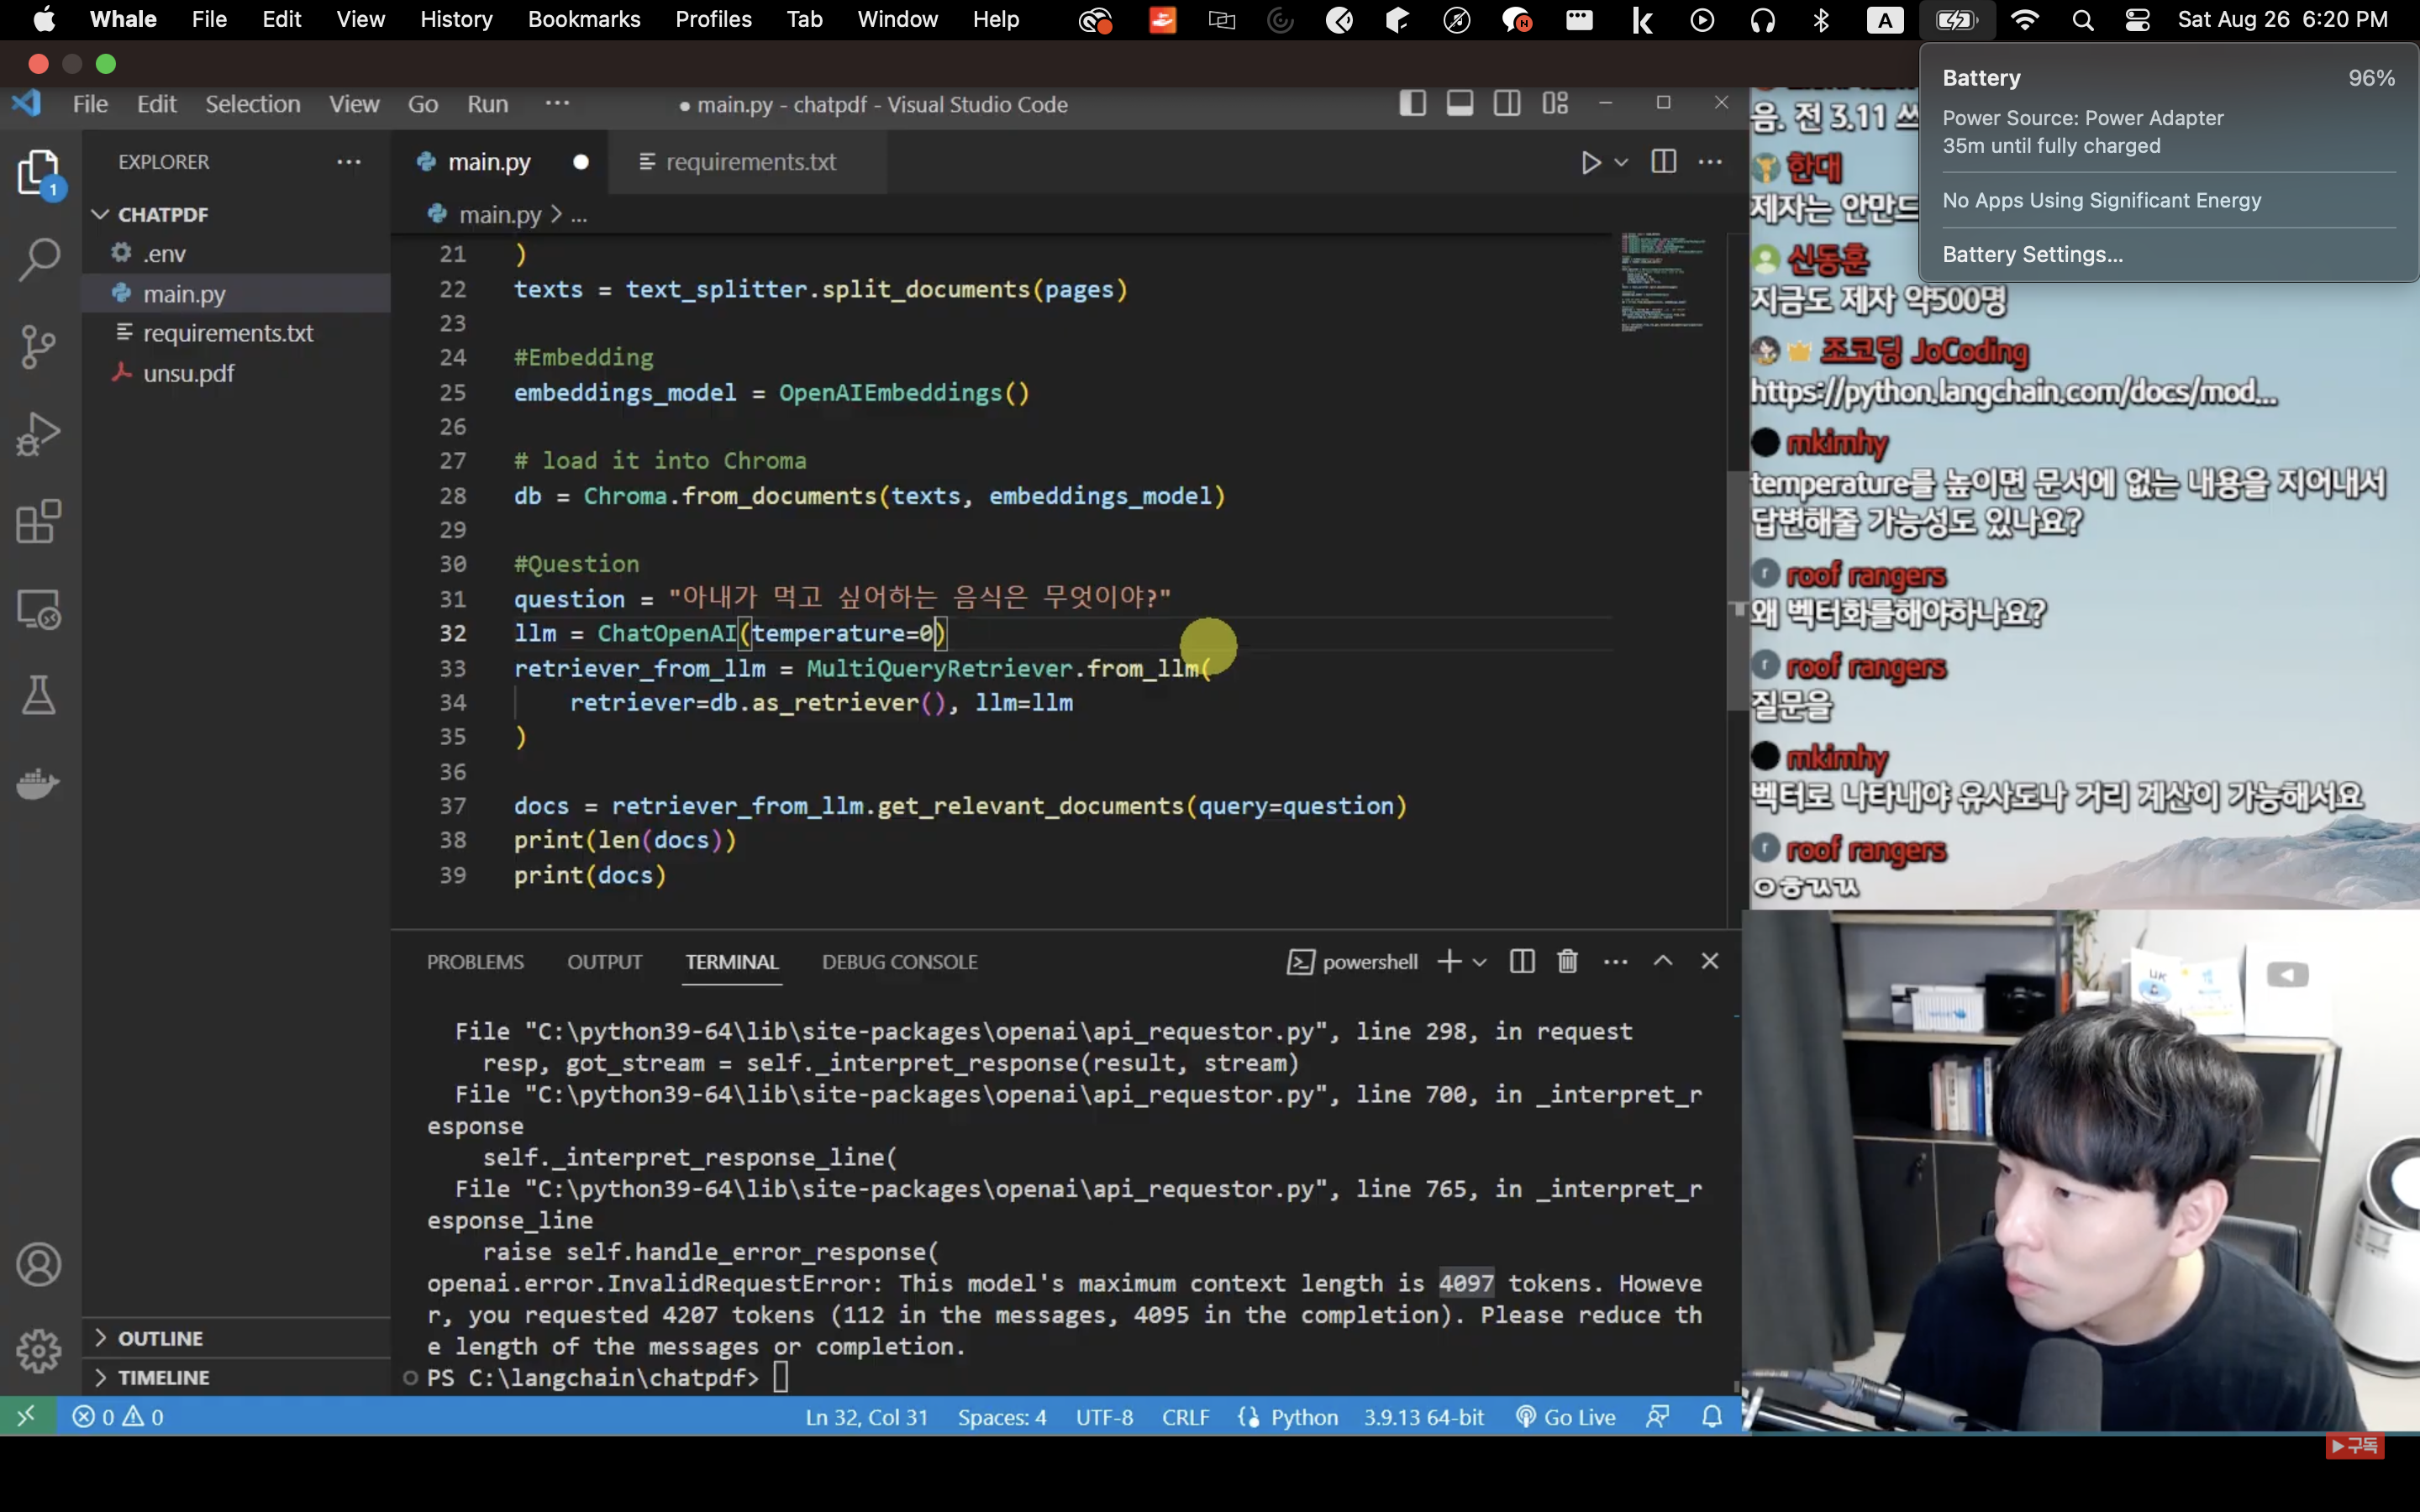 Whale File Edit View History Bookmarks Profiles Tab Window Help
A
Sat Aug 26 6:20 PM
Battery 96%
Power Source: Power Adapter
35m until fully charged
No Apps Using Significant Energy
Battery Settings...
File Edit Selection View Go Run ...
● main.py - chatpdf - Visual Studio Code
1
EXPLORER
CHATPDF
.env
main.py
requirements.txt
unsu.pdf
OUTLINE
TIMELINE
main.py ●
requirements.txt
main.py > ...
21 )
22 texts = text_splitter.split_documents(pages)
23
24 #Embedding
25 embeddings_model = OpenAIEmbeddings()
26
27 # load it into Chroma
28 db = Chroma.from_documents(texts, embeddings_model)
29
30 #Question
31 question = "아내가 먹고 싶어하는 음식은 무엇이야?"
32 llm = ChatOpenAI(temperature=0)
33 retriever_from_llm = MultiQueryRetriever.from_llm(
34     retriever=db.as_retriever(), llm=llm
35 )
36
37 docs = retriever_from_llm.get_relevant_documents(query=question)
38 print(len(docs))
39 print(docs)
PROBLEMS OUTPUT TERMINAL DEBUG CONSOLE
powershell
File "C:\python39-64\lib\site-packages\openai\api_requestor.py", line 298, in request
resp, got_stream = self._interpret_response(result, stream)
File "C:\python39-64\lib\site-packages\openai\api_requestor.py", line 700, in _interpret_r
esponse
self._interpret_response_line(
File "C:\python39-64\lib\site-packages\openai\api_requestor.py", line 765, in _interpret_r
esponse_line
raise self.handle_error_response(
openai.error.InvalidRequestError: This model's maximum context length is 4097 tokens. Howeve
r, you requested 4207 tokens (112 in the messages, 4095 in the completion). Please reduce th
e length of the messages or completion.
PS C:\langchain\chatpdf>
0 0
Ln 32, Col 31 Spaces: 4 UTF-8 CRLF Python 3.9.13 64-bit Go Live
음. 전 3.11 쓰
한대
제자는 안만드
신동훈
지금도 제자 약500명
조코딩 JoCoding
https://python.langchain.com/docs/mod...
mkimhy
temperature를 높이면 문서에 없는 내용을 지어내서
답변해줄 가능성도 있나요?
r roof rangers
왜 벡터화를해야하나요?
r roof rangers
질문을
mkimhy
벡터로 나타내야 유사도나 거리 계산이 가능해서요
r roof rangers
ㅇㅎㄲㄲ
UK
구독